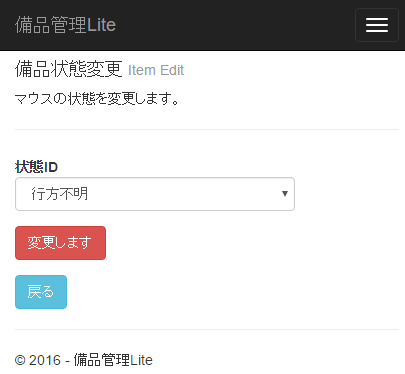 備品管理Lite
備品状態変更 Item Edit
マウスの状態を変更します。
状態ID
行方不明
変更します
戻る
© 2016 - 備品管理Lite